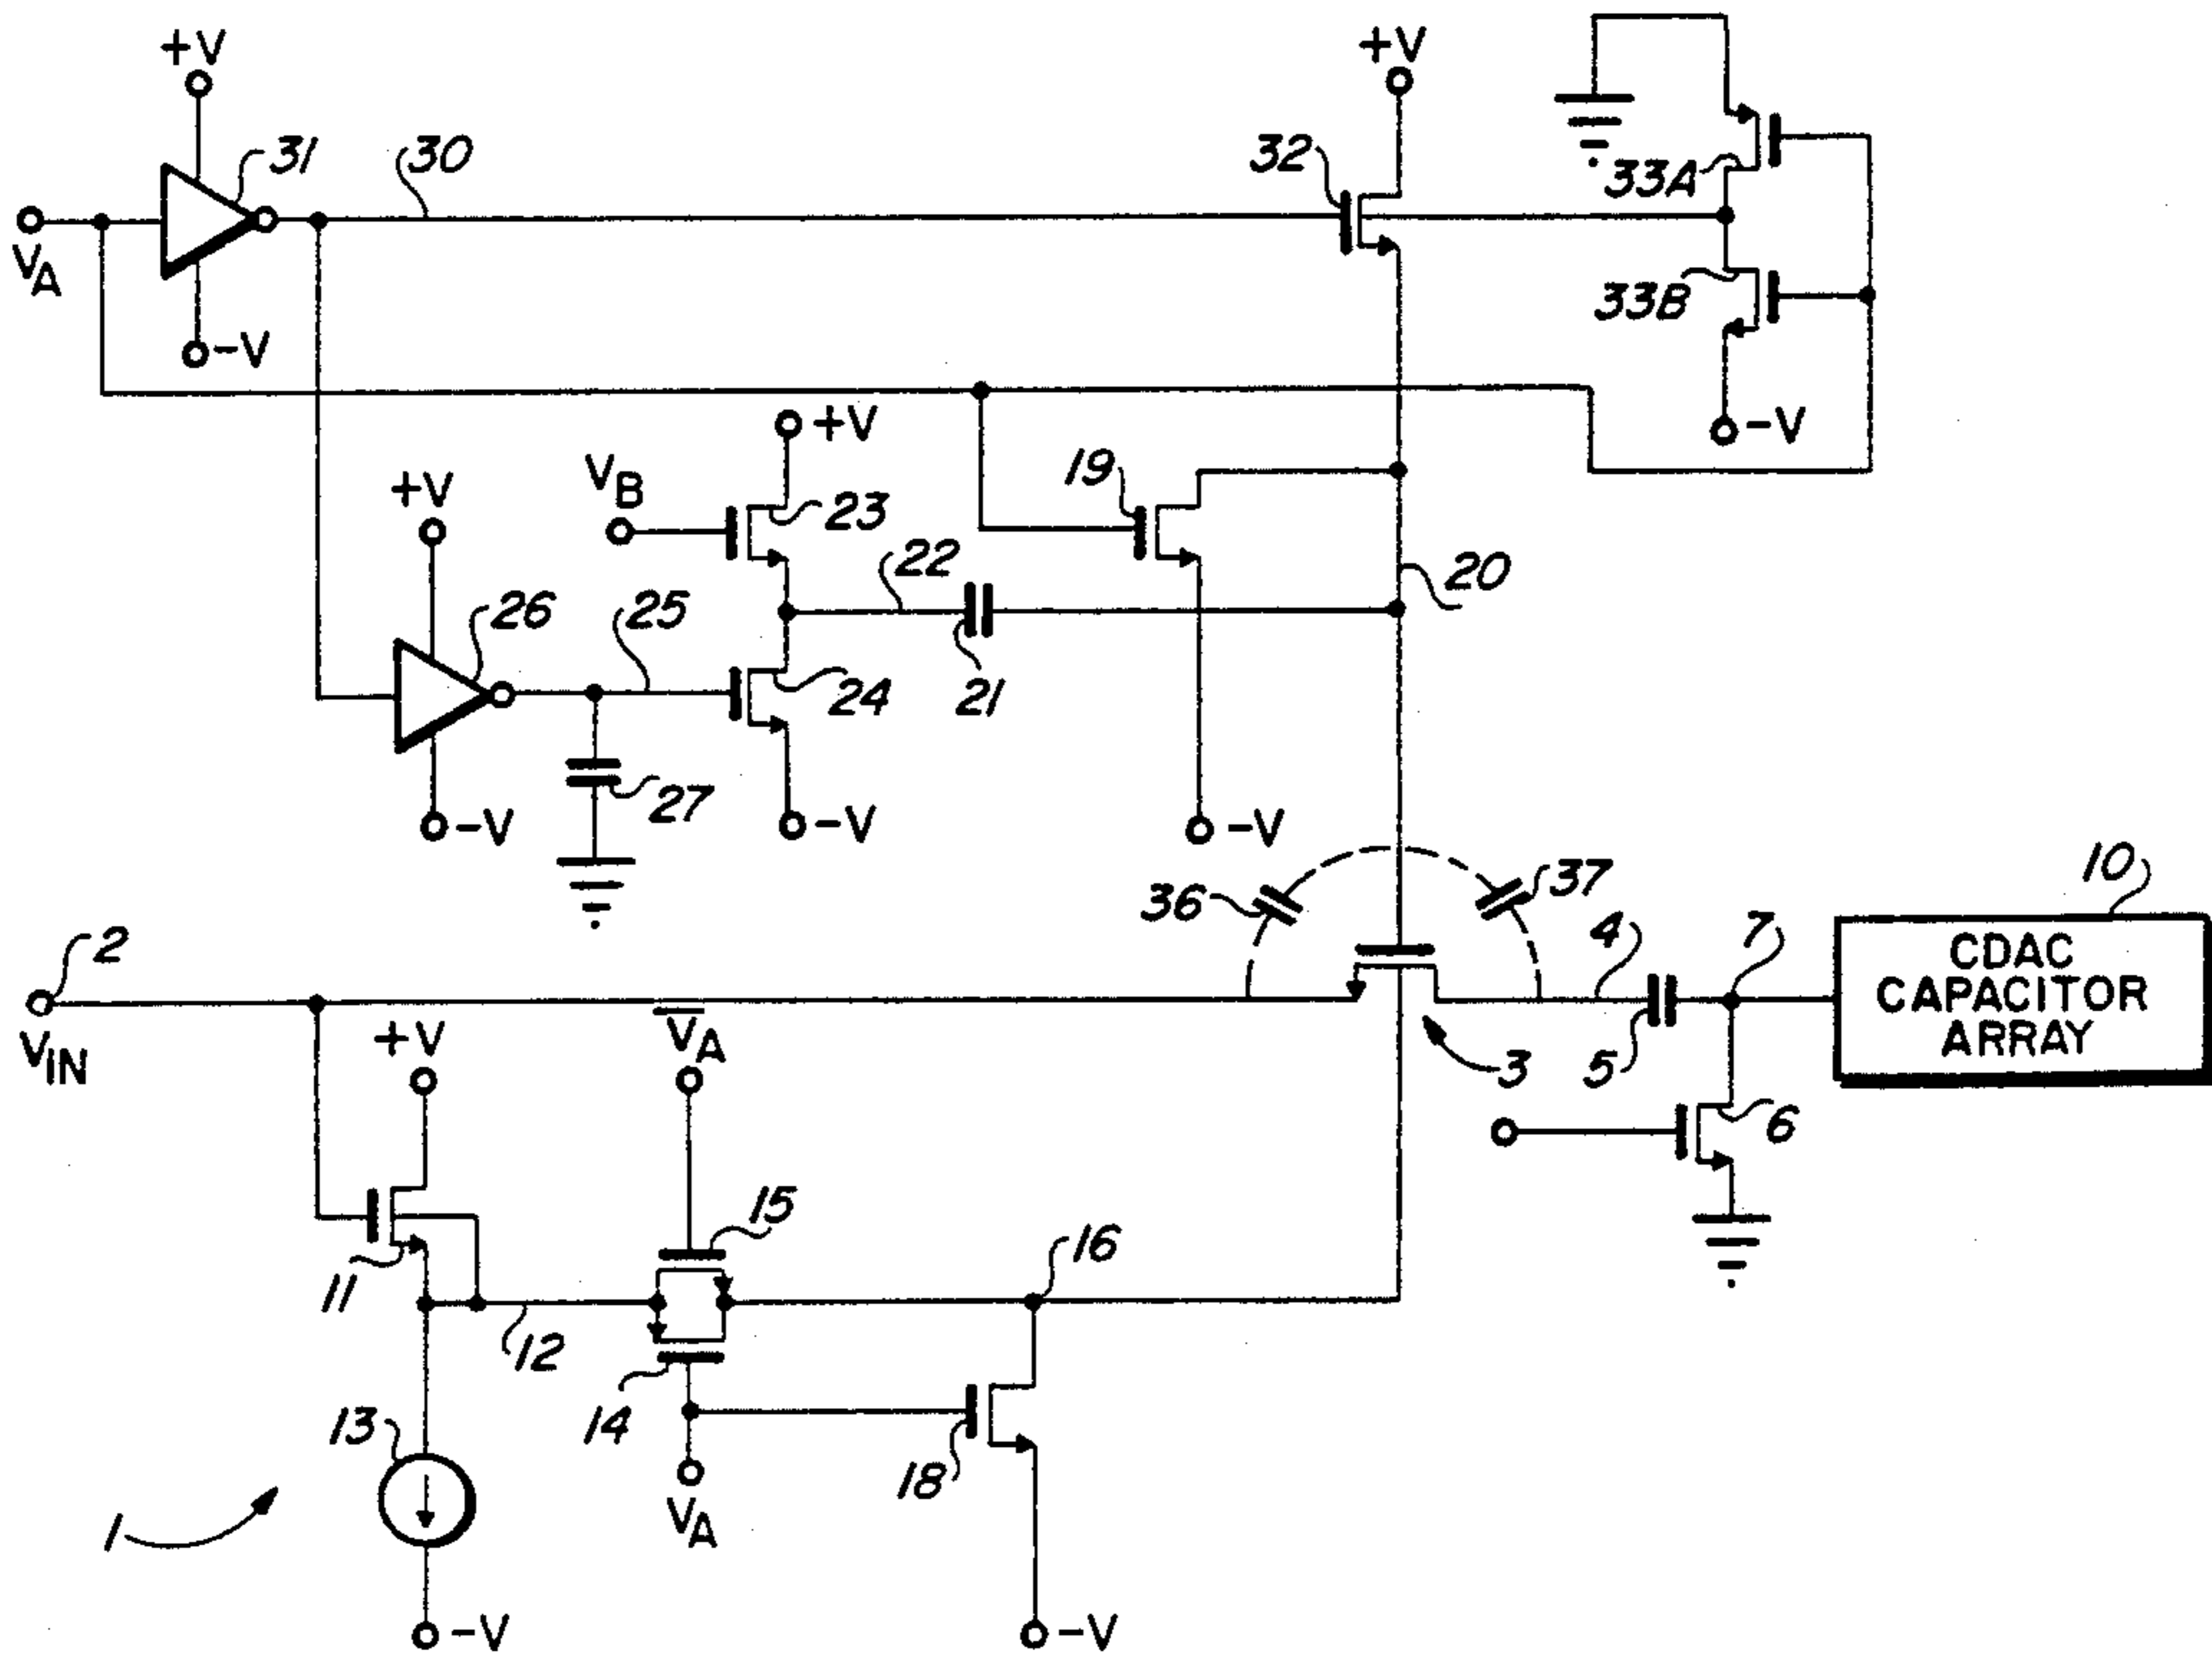 +V
+V
31
30
32
33A
VA
-V
33B
-V
+V
VB
19
+V
23
22
20
26
25
24
21
27
-V
-V
-V
36
37
10
2
4
7
CDAC
CAPACITOR
ARRAY
VIN
+V
V̅A
3
5
6
15
16
11
12
13
14
VA
18
1
-V
-V